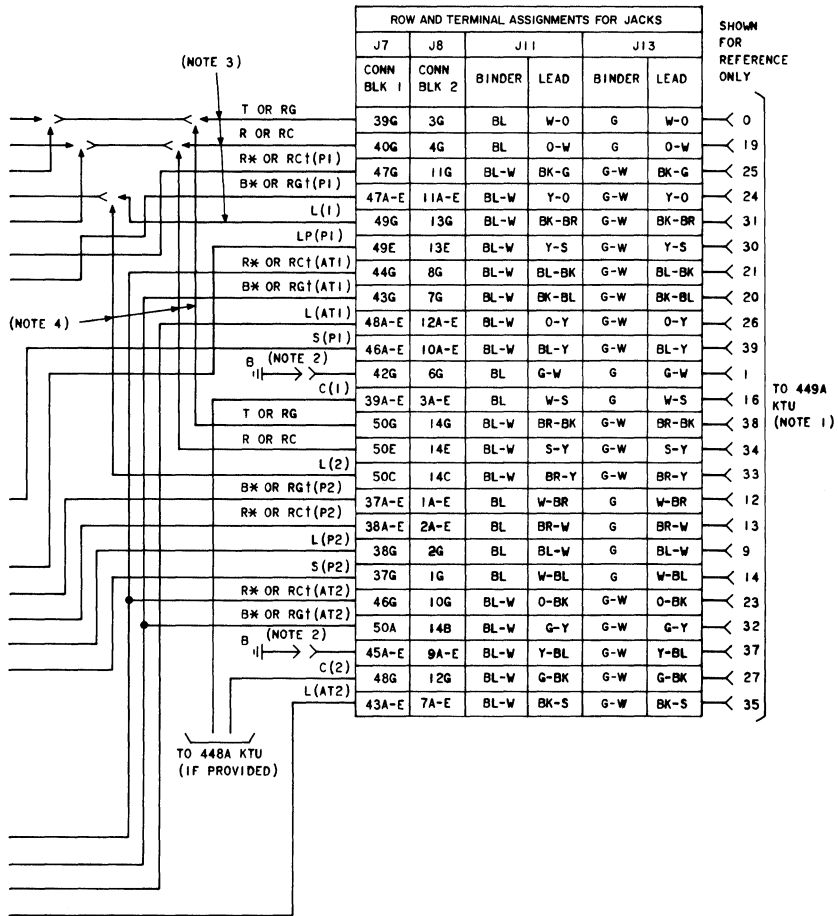 ROW AND TERMINAL ASSIGNMENTS FOR JACKS
SHOWN FOR REFERENCE ONLY
J7 J8 J11 J13
(NOTE 3)
CONN BLK 1 CONN BLK 2 BINDER LEAD BINDER LEAD
T OR RG 39G 3G BL W-O G W-O 0
R OR RC 40G 4G BL O-W G O-W 19
R* OR RC†(P1) 47G 11G BL-W BK-G G-W BK-G 25
B* OR RG†(P1) 47A-E 11A-E BL-W Y-O G-W Y-O 24
L(1) 49G 13G BL-W BK-BR G-W BK-BR 31
LP(P1) 49E 13E BL-W Y-S G-W Y-S 30
R* OR RC†(AT1) 44G 8G BL-W BL-BK G-W BL-BK 21
B* OR RG†(AT1) 43G 7G BL-W BK-BL G-W BK-BL 20
(NOTE 4)
L(AT1) 48A-E 12A-E BL-W O-Y G-W O-Y 26
S(P1) 46A-E 10A-E BL-W BL-Y G-W BL-Y 39
B (NOTE 2) 42G 6G BL G-W G G-W 1
C(1) 39A-E 3A-E BL W-S G W-S 16
TO 449A KTU (NOTE 1)
T OR RG 50G 14G BL-W BR-BK G-W BR-BK 38
R OR RC 50E 14E BL-W S-Y G-W S-Y 34
L(2) 50C 14C BL-W BR-Y G-W BR-Y 33
B* OR RG†(P2) 37A-E 1A-E BL W-BR G W-BR 12
R* OR RC†(P2) 38A-E 2A-E BL BR-W G BR-W 13
L(P2) 38G 2G BL BL-W G BL-W 9
S(P2) 37G 1G BL W-BL G W-BL 14
R* OR RC†(AT2) 46G 10G BL-W O-BK G-W O-BK 23
B* OR RG†(AT2) 50A 14B BL-W G-Y G-W G-Y 32
B (NOTE 2) 45A-E 9A-E BL-W Y-BL G-W Y-BL 37
C(2) 48G 12G BL-W G-BK G-W G-BK 27
L(AT2) 43A-E 7A-E BL-W BK-S G-W BK-S 35
TO 448A KTU
(IF PROVIDED)